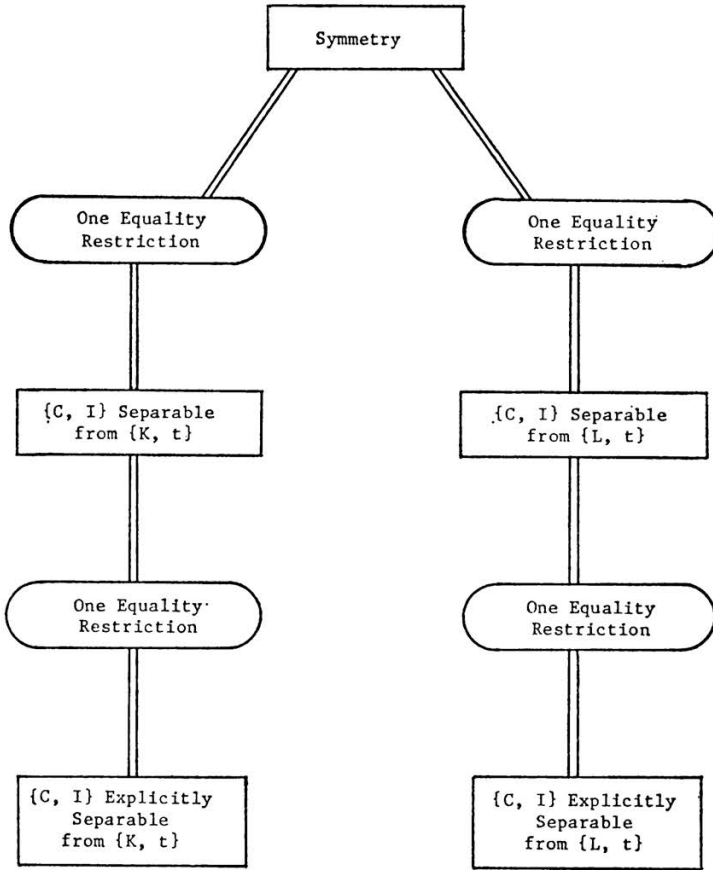 Symmetry
One Equality
Restriction
One Equality
Restriction
{C, I} Separable
from {K, t}
{C, I} Separable
from {L, t}
One Equality
Restriction
One Equality
Restriction
{C, I} Explicitly
Separable
from {K, t}
{C, I} Explicitly
Separable
from {L, t}